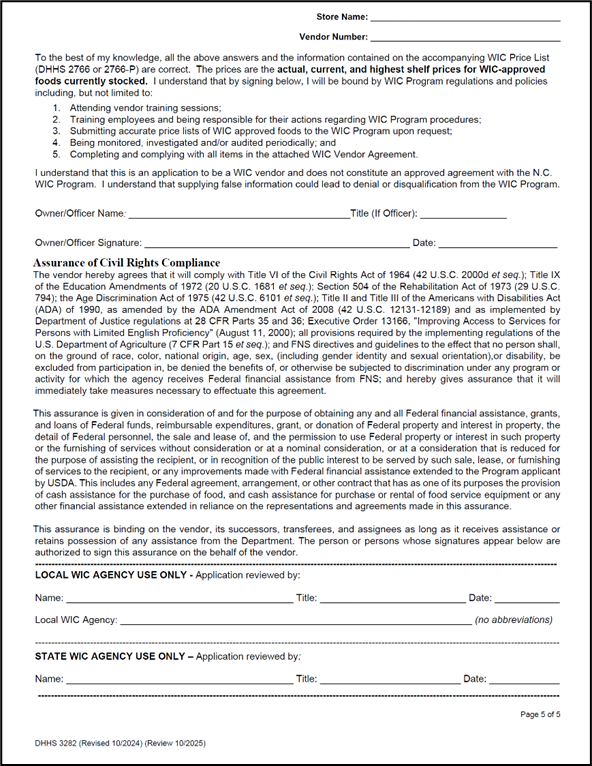 Store Name: ___________________________________
Vendor Number: ___________________________________
To the best of my knowledge, all the above answers and the information contained on the accompanying WIC Price List
(DHHS 2766 or 2766-P) are correct. The prices are the actual, current, and highest shelf prices for WIC-approved
foods currently stocked. I understand that by signing below, I will be bound by WIC Program regulations and policies
including, but not limited to:
1. Attending vendor training sessions;
2. Training employees and being responsible for their actions regarding WIC Program procedures;
3. Submitting accurate price lists of WIC approved foods to the WIC Program upon request;
4. Being monitored, investigated and/or audited periodically; and
5. Completing and complying with all items in the attached WIC Vendor Agreement.
I understand that this is an application to be a WIC vendor and does not constitute an approved agreement with the N.C.
WIC Program. I understand that supplying false information could lead to denial or disqualification from the WIC Program.
Owner/Officer Name: _________________________________________Title (If Officer): ________________
Owner/Officer Signature: _________________________________________________ Date: ______________________
Assurance of Civil Rights Compliance
The vendor hereby agrees that it will comply with Title VI of the Civil Rights Act of 1964 (42 U.S.C. 2000d et seq.); Title IX
of the Education Amendments of 1972 (20 U.S.C. 1681 et seq.); Section 504 of the Rehabilitation Act of 1973 (29 U.S.C.
794); the Age Discrimination Act of 1975 (42 U.S.C. 6101 et seq.); Title II and Title III of the Americans with Disabilities Act
(ADA) of 1990, as amended by the ADA Amendment Act of 2008 (42 U.S.C. 12131-12189) and as implemented by
Department of Justice regulations at 28 CFR Parts 35 and 36; Executive Order 13166, "Improving Access to Services for
Persons with Limited English Proficiency" (August 11, 2000); all provisions required by the implementing regulations of the
U.S. Department of Agriculture (7 CFR Part 15 et seq.); and FNS directives and guidelines to the effect that no person shall,
on the ground of race, color, national origin, age, sex, (including gender identity and sexual orientation),or disability, be
excluded from participation in, be denied the benefits of, or otherwise be subjected to discrimination under any program or
activity for which the agency receives Federal financial assistance from FNS; and hereby gives assurance that it will
immediately take measures necessary to effectuate this agreement.
This assurance is given in consideration of and for the purpose of obtaining any and all Federal financial assistance, grants,
and loans of Federal funds, reimbursable expenditures, grant, or donation of Federal property and interest in property, the
detail of Federal personnel, the sale and lease of, and the permission to use Federal property or interest in such property
or the furnishing of services without consideration or at a nominal consideration, or at a consideration that is reduced for
the purpose of assisting the recipient, or in recognition of the public interest to be served by such sale, lease, or furnishing
of services to the recipient, or any improvements made with Federal financial assistance extended to the Program applicant
by USDA. This includes any Federal agreement, arrangement, or other contract that has as one of its purposes the provision
of cash assistance for the purchase of food, and cash assistance for purchase or rental of food service equipment or any
other financial assistance extended in reliance on the representations and agreements made in this assurance.
This assurance is binding on the vendor, its successors, transferees, and assignees as long as it receives assistance or
retains possession of any assistance from the Department. The person or persons whose signatures appear below are
authorized to sign this assurance on the behalf of the vendor.
LOCAL WIC AGENCY USE ONLY - Application reviewed by:
Name: __________________________ Title: __________________________ Date: ____________
Local WIC Agency: _________________________________________________ (no abbreviations)
STATE WIC AGENCY USE ONLY – Application reviewed by:
Name: __________________________ Title: __________________________ Date: ____________
Page 5 of 5
DHHS 3282 (Revised 10/2024) (Review 10/2025)